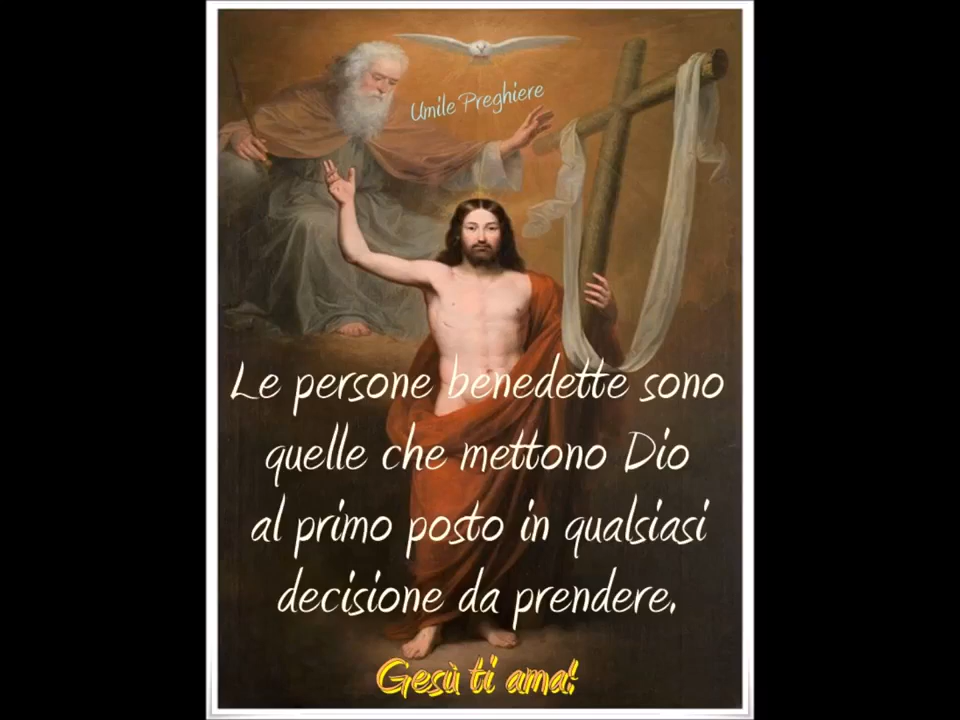 Umile Preghiere
Le persone benedette sono
quelle che mettono Dio
al primo posto in qualsiasi
decisione da prendere.
Gesù ti ama!